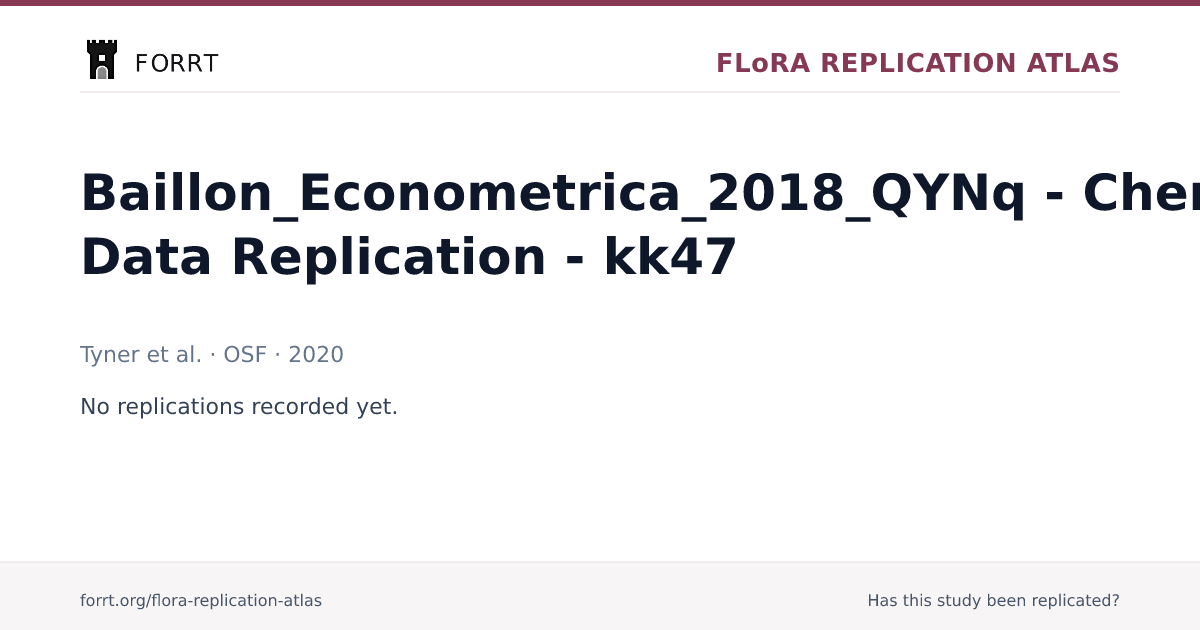 FORRT
FLoRA REPLICATION ATLAS
Baillon_Econometrica_2018_QYNq -
Data Replication - kk47
Tyner et al. · OSF · 2020
No replications recorded yet.
forrt.org/flora-replication-atlas
Has this study been replicated?